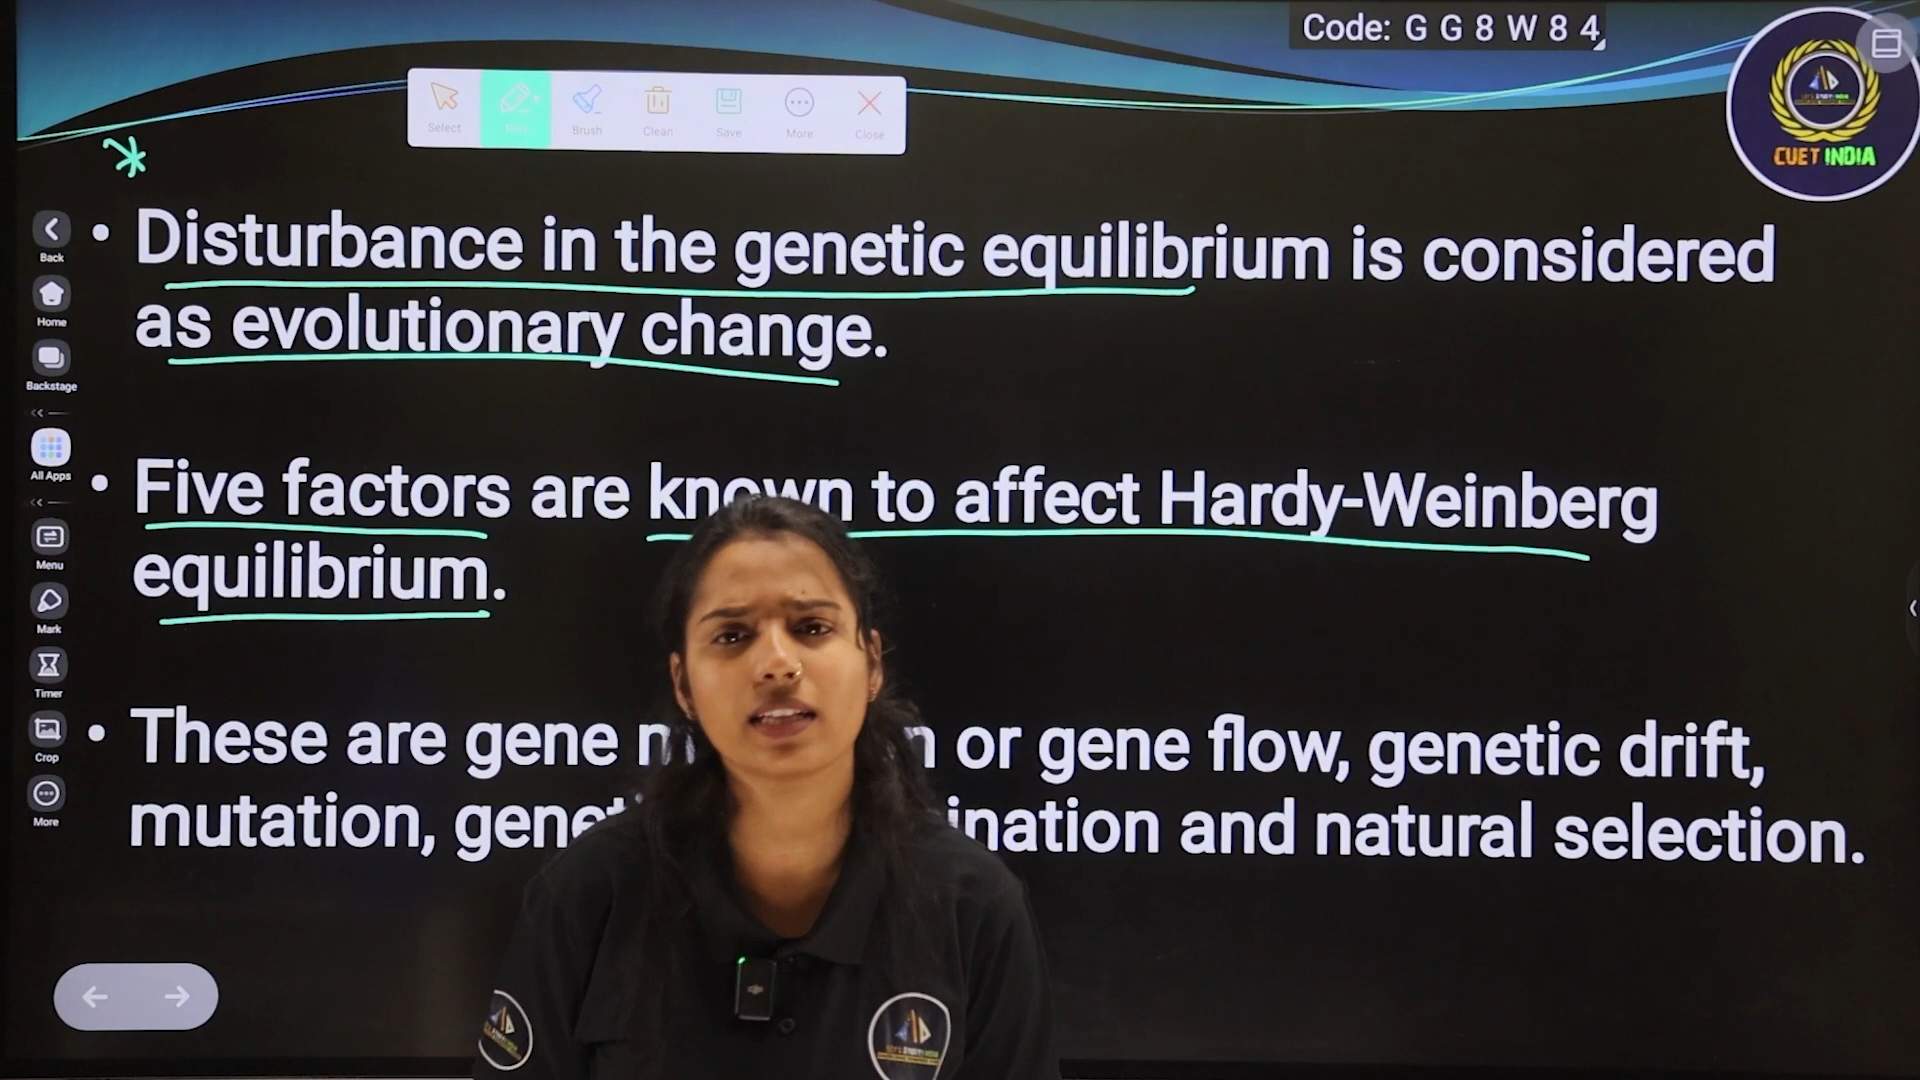 Code: G G 8 W 8 4
Select
Brush
Clean
Save
More
Close
CUET INDIA
• Disturbance in the genetic equilibrium is considered
as evolutionary change.
• Five factors are known to affect Hardy-Weinberg
equilibrium.
• These are gene or gene flow, genetic drift,
mutation, and natural selection.
Back
Home
Backstage
All Apps
Menu
Mark
Timer
Crop
More